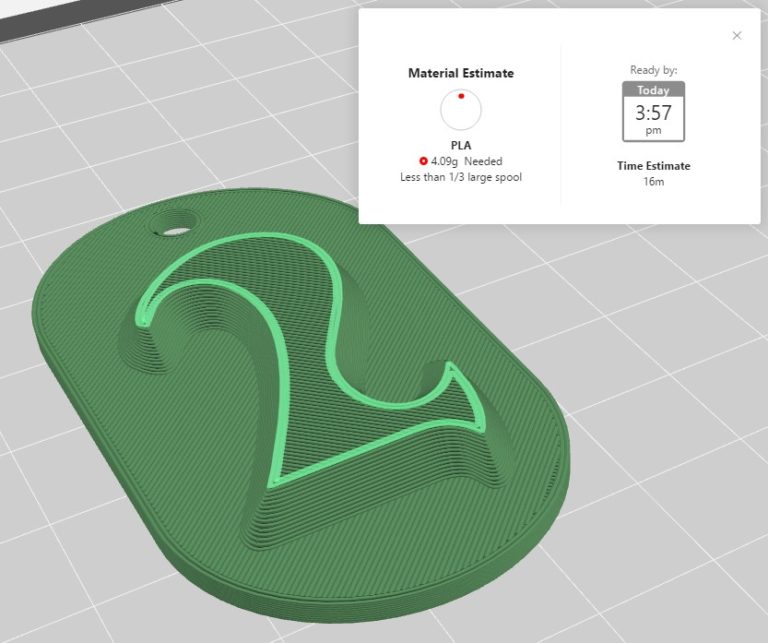 Material Estimate
PLA
4.09g Needed
Less than 1/3 large spool
Ready by:
Today
3:57
pm
Time Estimate
16m
2